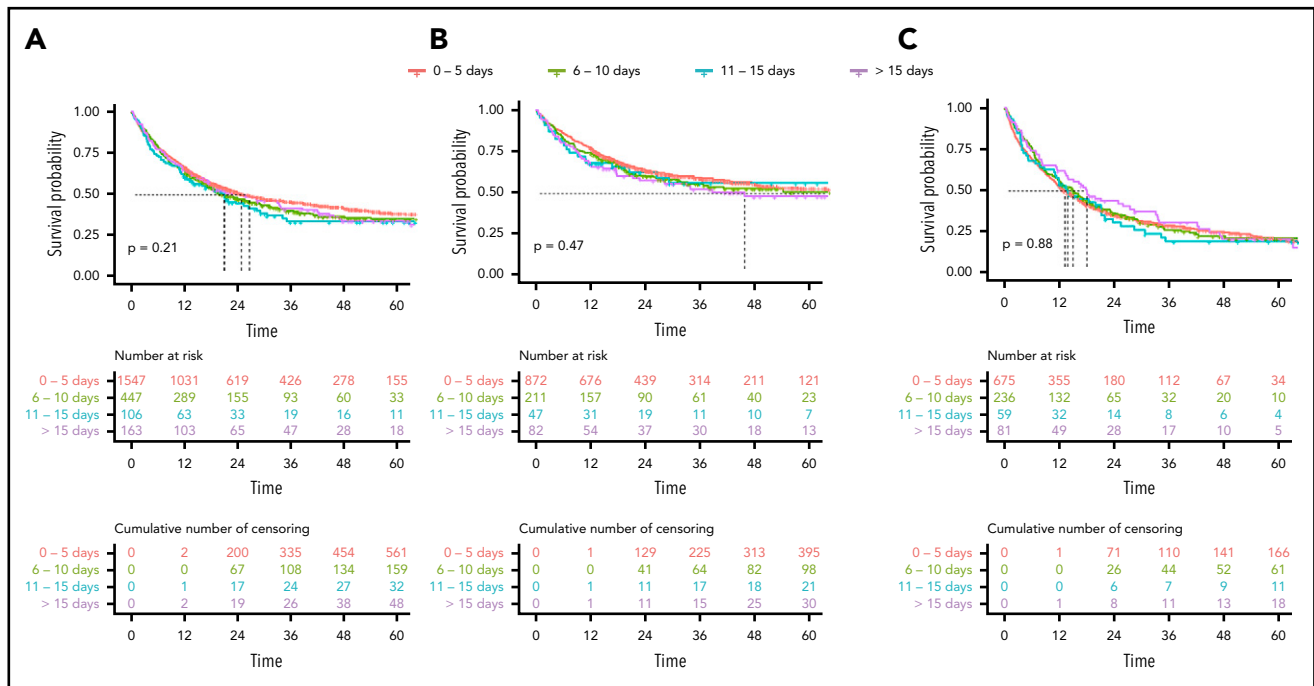 A B C
0 – 5 days 6 – 10 days 11 – 15 days > 15 days
Survival probability
1.00
0.75
0.50
0.25
0.00
p = 0.21
0 12 24 36 48 60
Time
Survival probability
1.00
0.75
0.50
0.25
0.00
p = 0.47
0 12 24 36 48 60
Time
Survival probability
1.00
0.75
0.50
0.25
0.00
p = 0.88
0 12 24 36 48 60
Time
Number at risk
0 – 5 days 1547 1031 619 426 278 155
6 – 10 days 447 289 155 93 60 33
11 – 15 days 106 63 33 19 16 11
> 15 days 163 103 65 47 28 18
0 12 24 36 48 60
Time
Number at risk
0 – 5 days 872 676 439 314 211 121
6 – 10 days 211 157 90 61 40 23
11 – 15 days 47 31 19 11 10 7
> 15 days 82 54 37 30 18 13
0 12 24 36 48 60
Time
Number at risk
0 – 5 days 675 355 180 112 67 34
6 – 10 days 236 132 65 32 20 10
11 – 15 days 59 32 14 8 6 4
> 15 days 81 49 28 17 10 5
0 12 24 36 48 60
Time
Cumulative number of censoring
0 – 5 days 0 2 200 335 454 561
6 – 10 days 0 0 67 108 134 159
11 – 15 days 0 1 17 24 27 32
> 15 days 0 2 19 26 38 48
0 12 24 36 48 60
Time
Cumulative number of censoring
0 – 5 days 0 1 129 225 313 395
6 – 10 days 0 0 41 64 82 98
11 – 15 days 0 1 11 17 18 21
> 15 days 0 1 11 15 25 30
0 12 24 36 48 60
Time
Cumulative number of censoring
0 – 5 days 0 1 71 110 141 166
6 – 10 days 0 0 26 44 52 61
11 – 15 days 0 0 6 7 9 11
> 15 days 0 1 8 11 13 18
0 12 24 36 48 60
Time